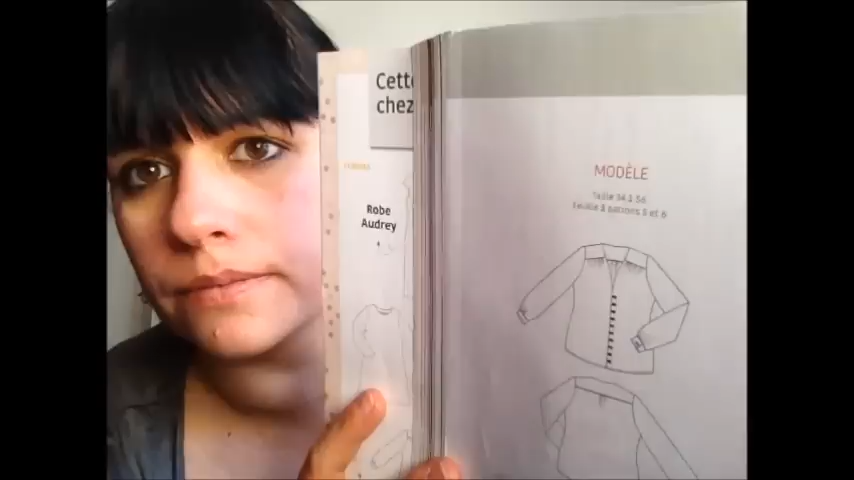 Cette
chez
Robe
Audrey
MODÈLE
Taille 34 à 56
Feuille B patrons 5 et 6